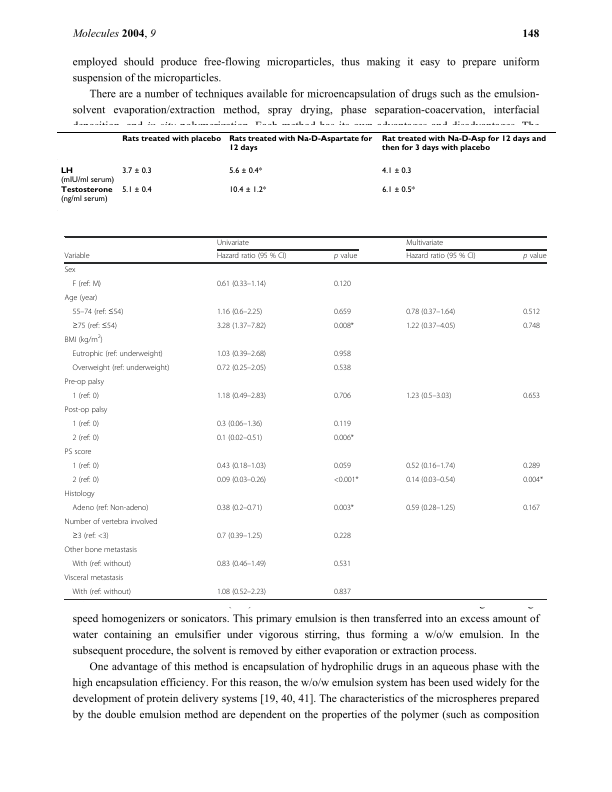 Molecules 2004, 9 148
employed should produce free-flowing microparticles, thus making it easy to prepare uniform
suspension of the microparticles.
There are a number of techniques available for microencapsulation of drugs such as the emulsion-
solvent evaporation/extraction method, spray drying, phase separation-coacervation, interfacial
Rats treated with placebo Rats treated with Na-D-Aspartate for Rat treated with Na-D-Asp for 12 days and
12 days then for 3 days with placebo
LH 3.7 ± 0.3 5.6 ± 0.4* 4.1 ± 0.3
(mIU/ml serum)
Testosterone 5.1 ± 0.4 10.4 ± 1.2* 6.1 ± 0.5*
(ng/ml serum)
Univariate Multivariate
Variable Hazard ratio (95 % CI) p value Hazard ratio (95 % CI) p value
Sex
F (ref: M) 0.61 (0.33–1.14) 0.120
Age (year)
55–74 (ref: ≤54) 1.16 (0.6–2.25) 0.659 0.78 (0.37–1.64) 0.512
≥75 (ref: ≤54) 3.28 (1.37–7.82) 0.008* 1.22 (0.37–4.05) 0.748
BMI (kg/m²)
Eutrophic (ref: underweight) 1.03 (0.39–2.68) 0.958
Overweight (ref: underweight) 0.72 (0.25–2.05) 0.538
Pre-op palsy
1 (ref: 0) 1.18 (0.49–2.83) 0.706 1.23 (0.5–3.03) 0.653
Post-op palsy
1 (ref: 0) 0.3 (0.06–1.36) 0.119
2 (ref: 0) 0.1 (0.02–0.51) 0.006*
PS score
1 (ref: 0) 0.43 (0.18–1.03) 0.059 0.52 (0.16–1.74) 0.289
2 (ref: 0) 0.09 (0.03–0.26) <0.001* 0.14 (0.03–0.54) 0.004*
Histology
Adeno (ref: Non-adeno) 0.38 (0.2–0.71) 0.003* 0.59 (0.28–1.25) 0.167
Number of vertebra involved
≥3 (ref: <3) 0.7 (0.39–1.25) 0.228
Other bone metastasis
With (ref: without) 0.83 (0.46–1.49) 0.531
Visceral metastasis
With (ref: without) 1.08 (0.52–2.23) 0.837
speed homogenizers or sonicators. This primary emulsion is then transferred into an excess amount of
water containing an emulsifier under vigorous stirring, thus forming a w/o/w emulsion. In the
subsequent procedure, the solvent is removed by either evaporation or extraction process.
One advantage of this method is encapsulation of hydrophilic drugs in an aqueous phase with the
high encapsulation efficiency. For this reason, the w/o/w emulsion system has been used widely for the
development of protein delivery systems [19, 40, 41]. The characteristics of the microspheres prepared
by the double emulsion method are dependent on the properties of the polymer (such as composition